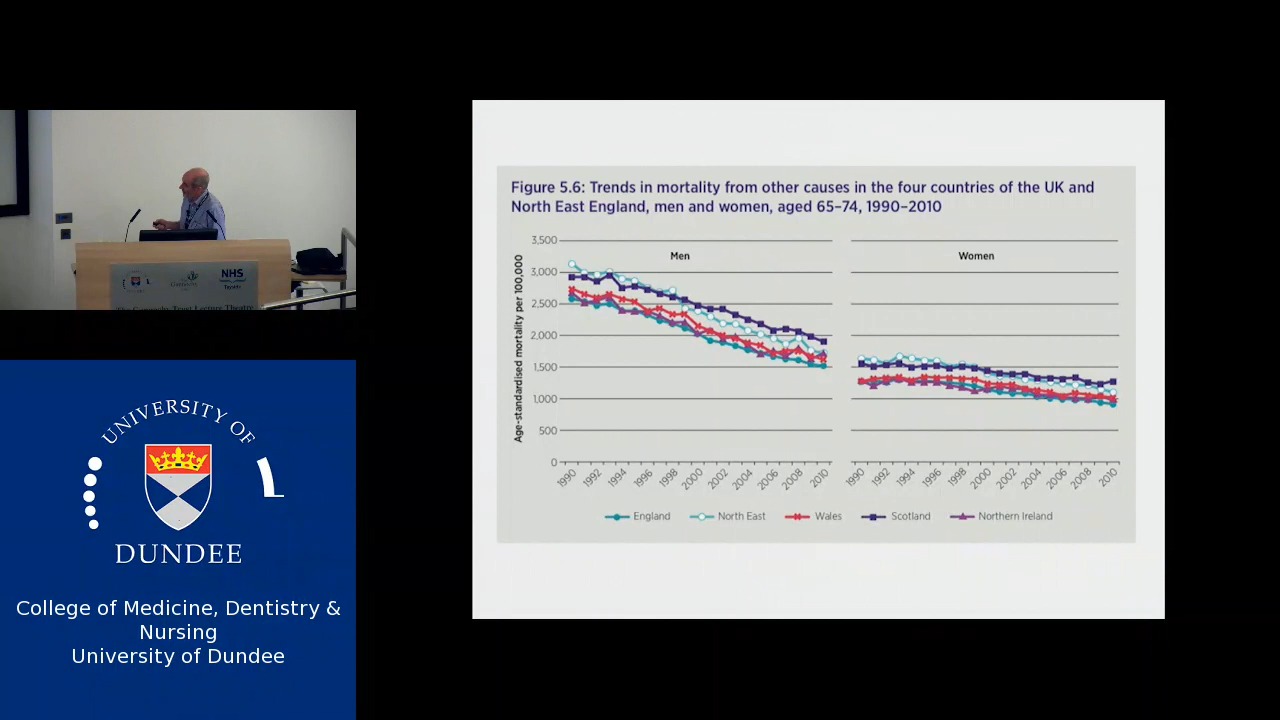 NHS
UNIVERSITY OF
DUNDEE
College of Medicine, Dentistry &
Nursing
University of Dundee
Figure 5.6: Trends in mortality from other causes in the four countries of the UK and
North East England, men and women, aged 65–74, 1990–2010
Age-standardised mortality per 100,000
3,500
3,000
2,500
2,000
1,500
1,000
500
0
Men
Women
1990 1992 1994 1996 1998 2000 2002 2004 2006 2008 2010
1990 1992 1994 1996 1998 2000 2002 2004 2006 2008 2010
England North East Wales Scotland Northern Ireland